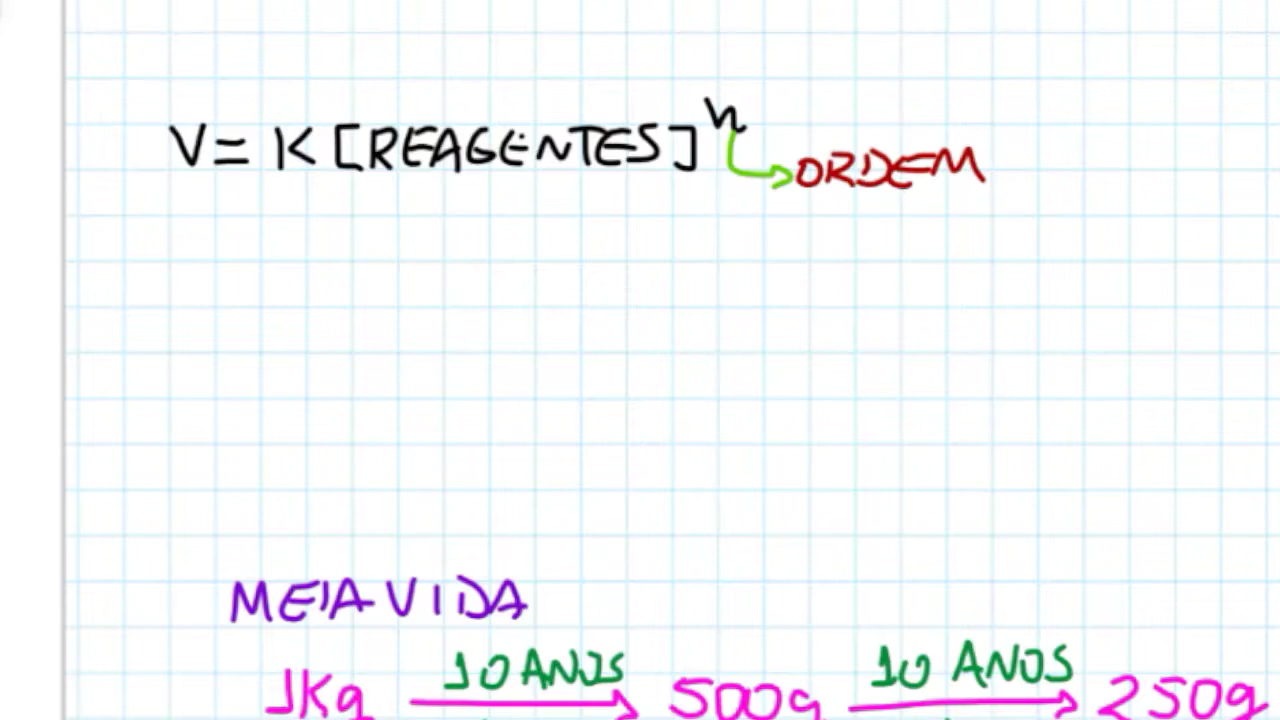 V = K [REAGENTES]^n
ORDEM
MEIA VIDA
10 ANOS 10 ANOS
1Kg 500g 250g